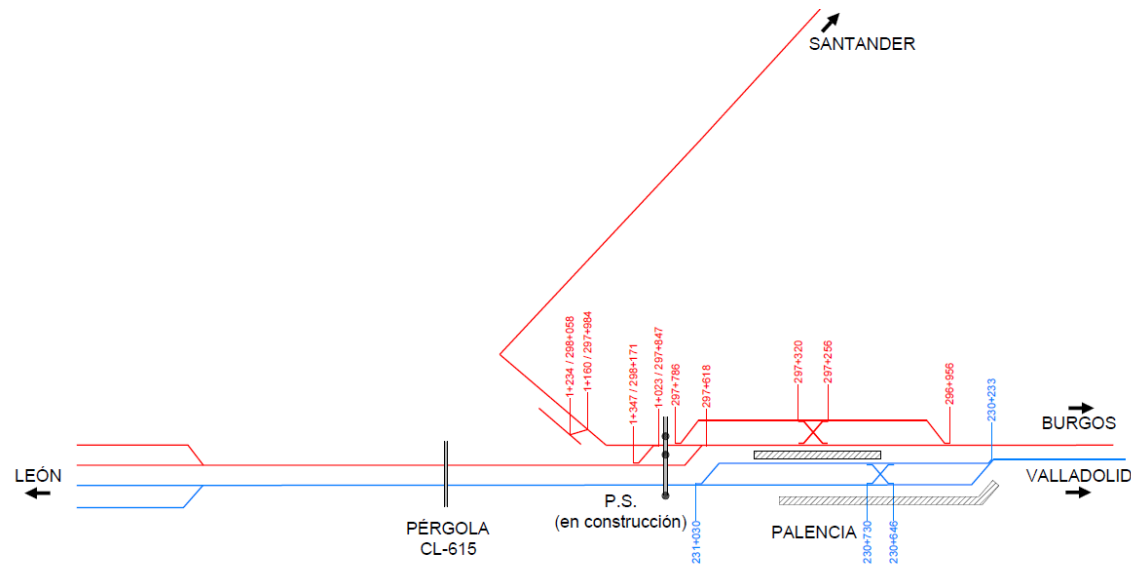 SANTANDER
1+234 / 298+058
1+160 / 297+984
1+347 / 298+171
1+023 / 297+847
297+786
297+618
297+320
297+256
296+956
230+233
BURGOS
LEÓN
VALLADOLID
P.S.
(en construcción)
PÉRGOLA
CL-615
231+030
PALENCIA
230+730
230+646